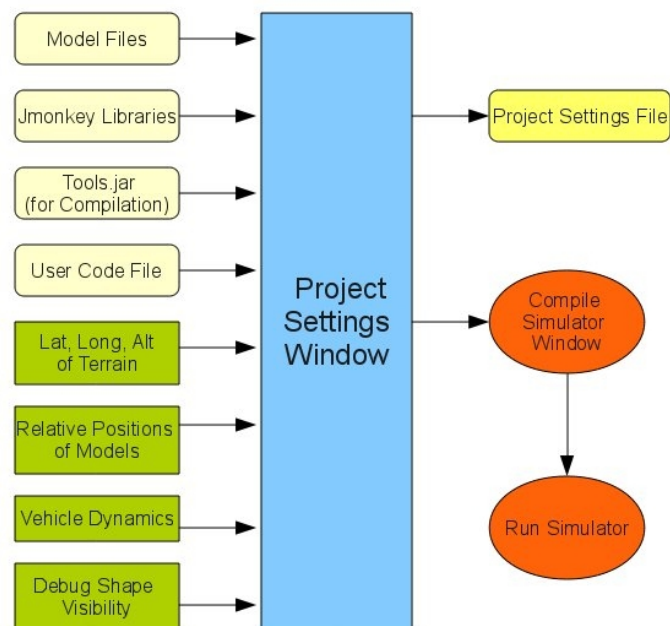 Model Files
Jmonkey Libraries
Tools.jar
(for Compilation)
User Code File
Lat, Long, Alt
of Terrain
Relative Positions
of Models
Vehicle Dynamics
Debug Shape
Visibility
Project
Settings
Window
Project Settings File
Compile
Simulator
Window
Run Simulator